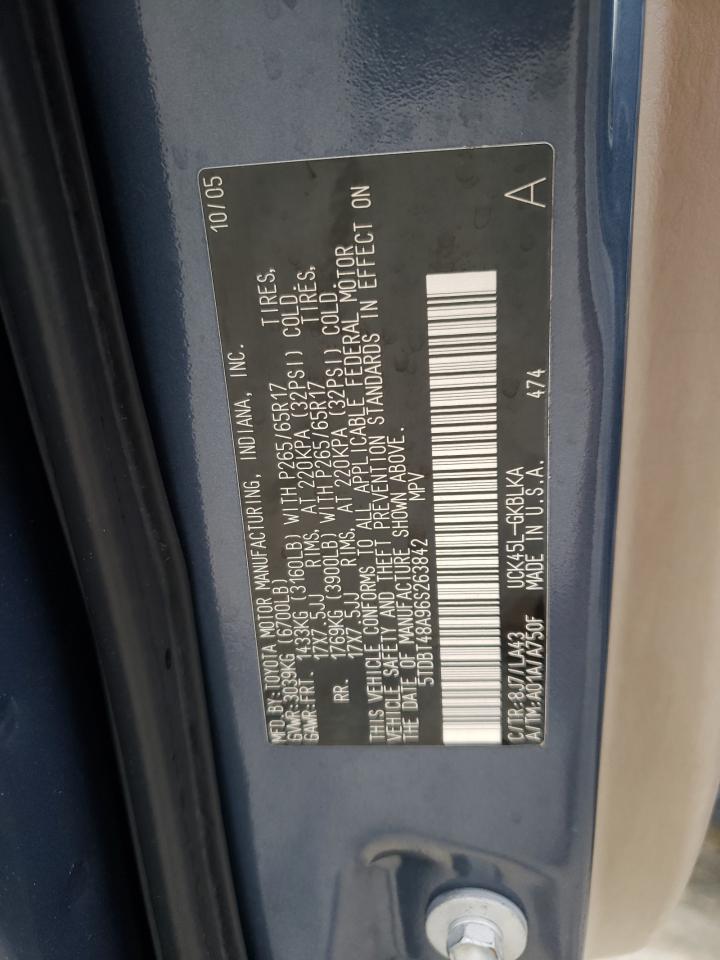 MFD.BY:TOYOTA MOTOR MANUFACTURING, INDIANA, INC. 10/05
GVWR:3039KG (6700LB)
GAWR:FRT. 1433KG (3160LB) WITH P265/65R17 TIRES,
17X7.5JJ RIMS, AT 220KPA (32PSI) COLD
RR. 1769KG (3900LB) WITH P265/65R17 TIRES,
17X7.5JJ RIMS, AT 220KPA (32PSI) COLD.
THIS VEHICLE CONFORMS TO ALL APPLICABLE FEDERAL MOTOR
VEHICLE SAFETY AND THEFT PREVENTION STANDARDS IN EFFECT ON
THE DATE OF MANUFACTURE SHOWN ABOVE.
5TDBT48A96S263842 MPV
C/TR:8J7/LA43 UCK45L-GKBLKA
A/TM:A01A/A750F MADE IN U.S.A. 474 A